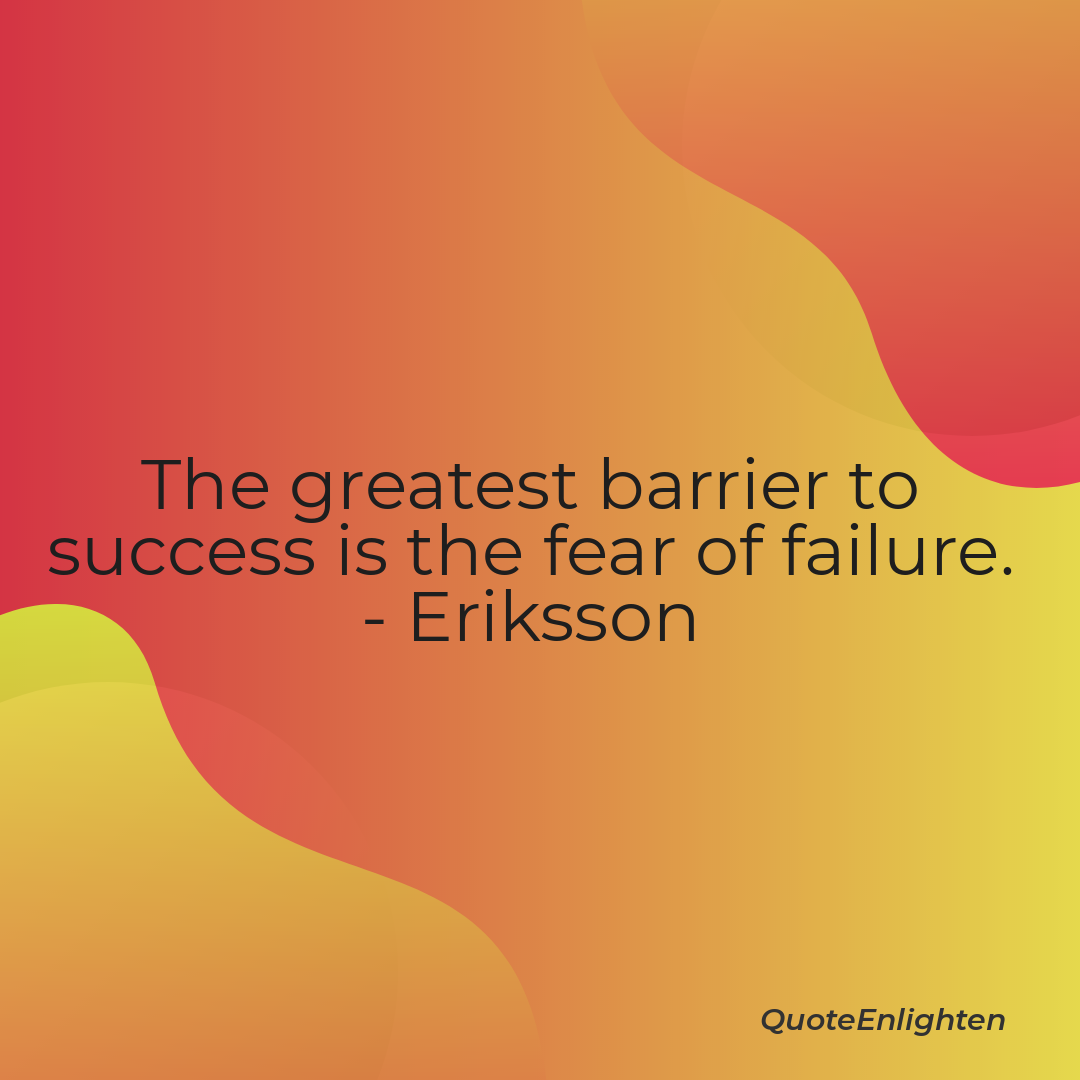 The greatest barrier to
success is the fear of failure.
- Eriksson
QuoteEnlighten